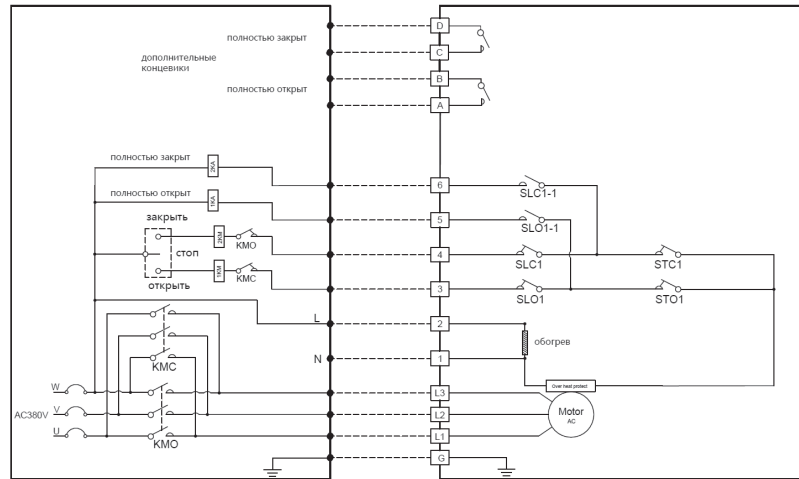 D
полностью закрыт
C
дополнительные
концевики
B
полностью открыт
A
полностью закрыт
2KA
6
SLC1-1
полностью открыт
1KA
5
SLO1-1
закрыть
2KM
KMO
стоп
4
SLC1
STC1
1KM
KMC
открыть
3
SLO1
STO1
L
2
обогрев
N
1
KMC
W
L3
Over heat protect
AC380V
V
L2
Motor
AC
U
L1
KMO
G